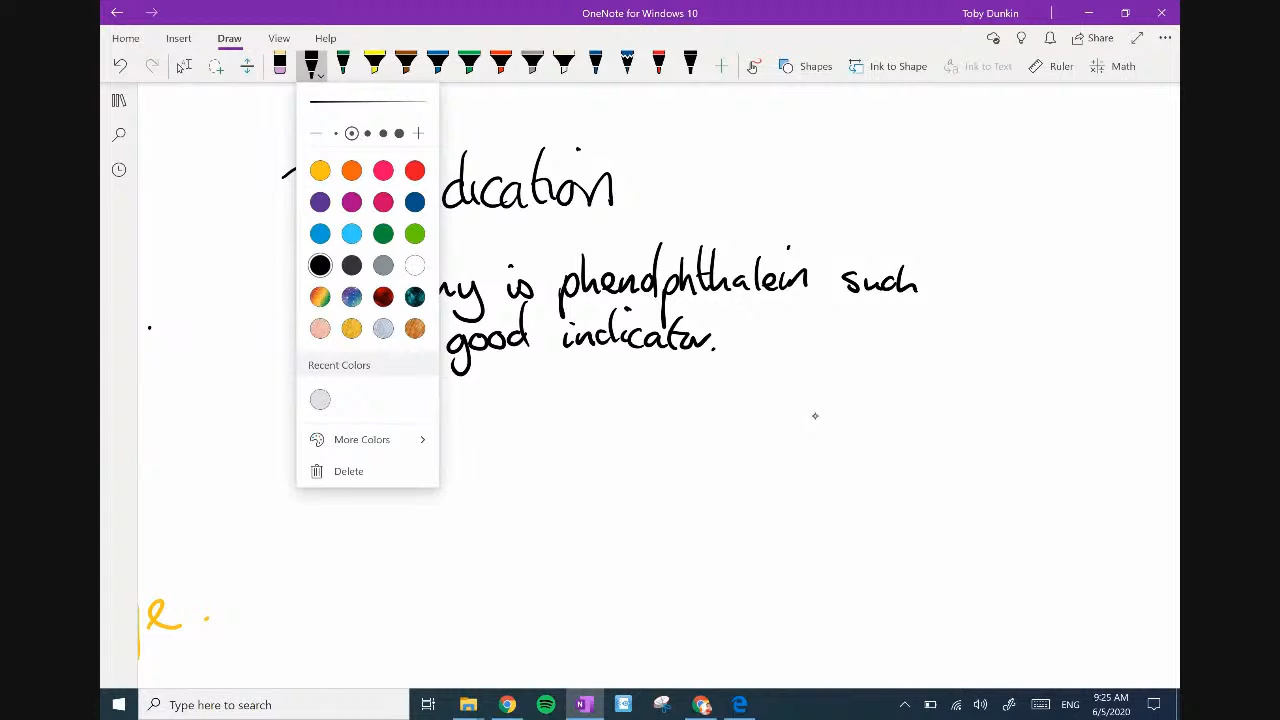 OneNote for Windows 10
Toby Dunkin
Home Insert Draw View Help
Share
Shapes Ink to Shape Ink to Text Ruler Math
dication
hy is phenolphthalein such
good indicator.
Recent Colors
More Colors
Delete
e.
Type here to search
ENG
9:25 AM
6/5/2020